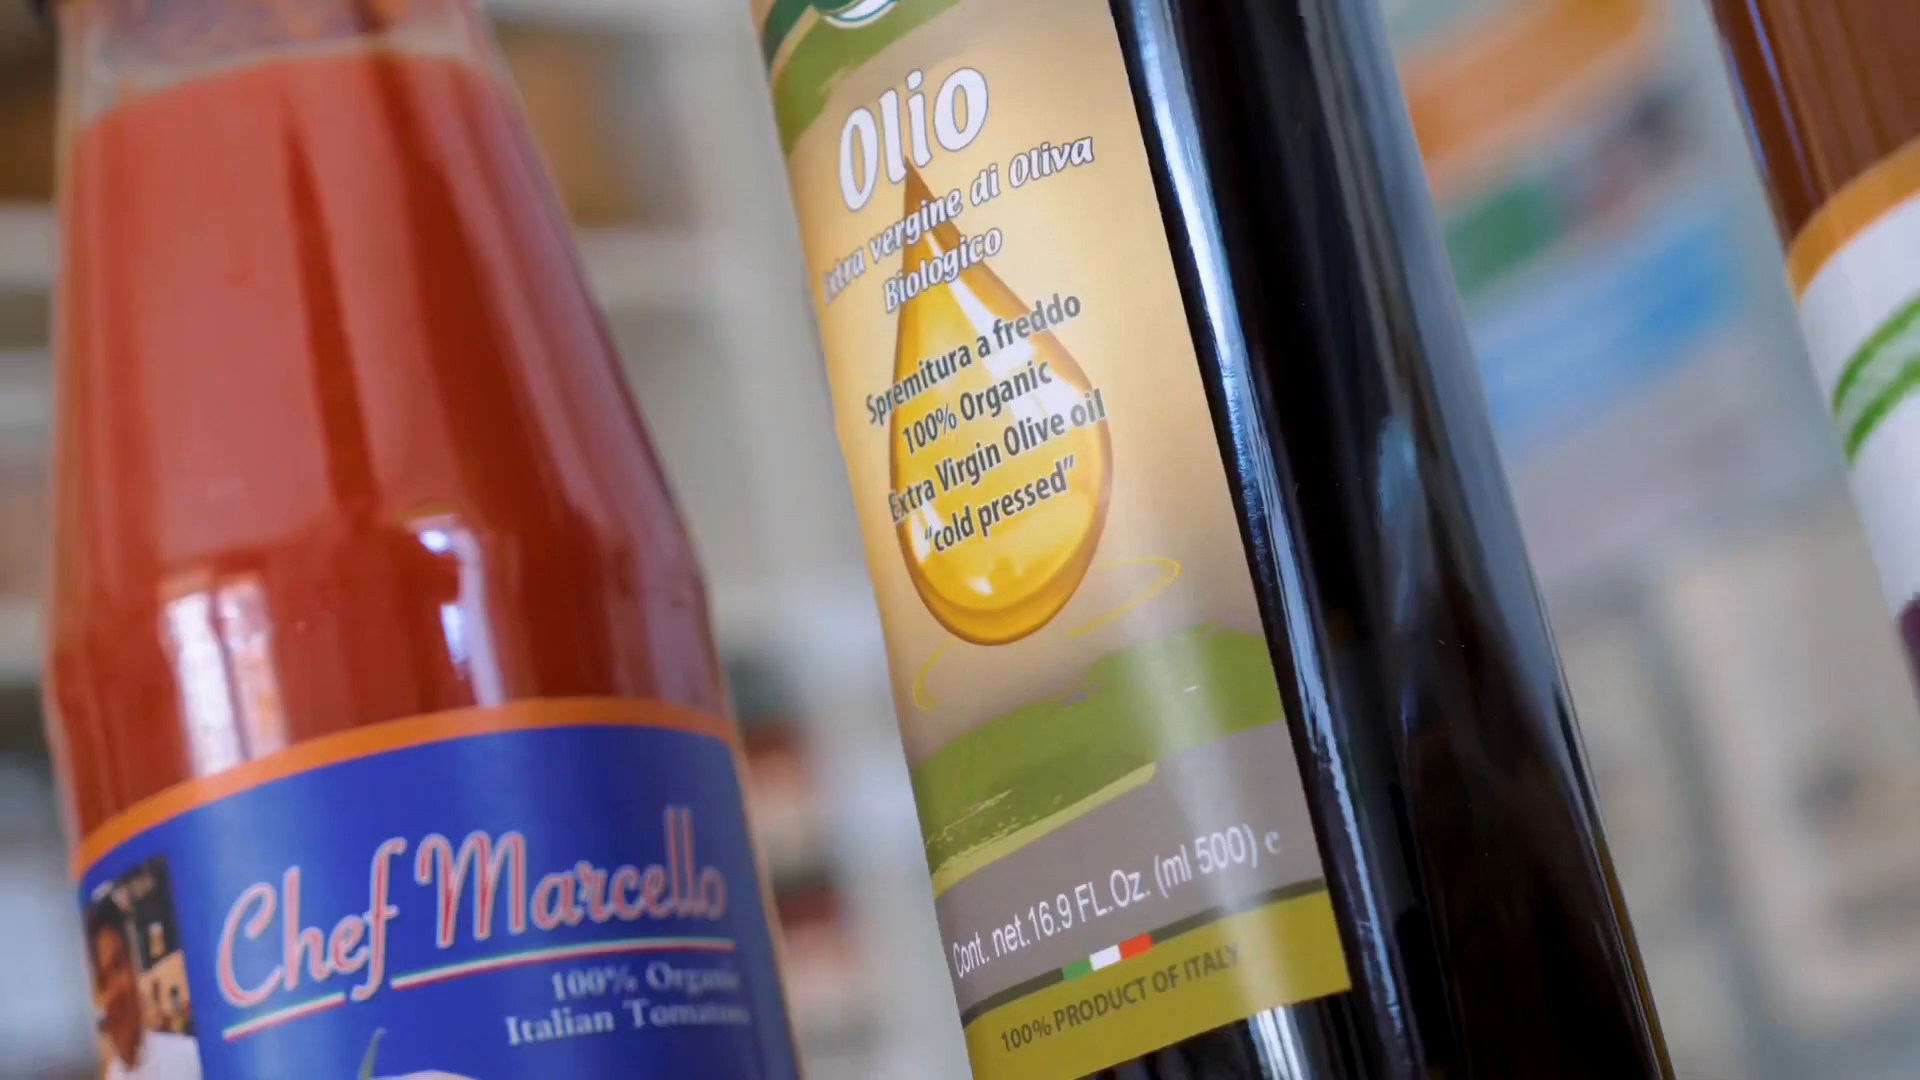 Chef Marcello
100% Organic
Italian Tomatoes
Olio
Extra vergine di Oliva
Biologico
Spremitura a freddo
100% Organic
Extra Virgin Olive oil
“cold pressed”
Cont. net.16.9 FL.Oz. (ml 500) e
100% PRODUCT OF ITALY